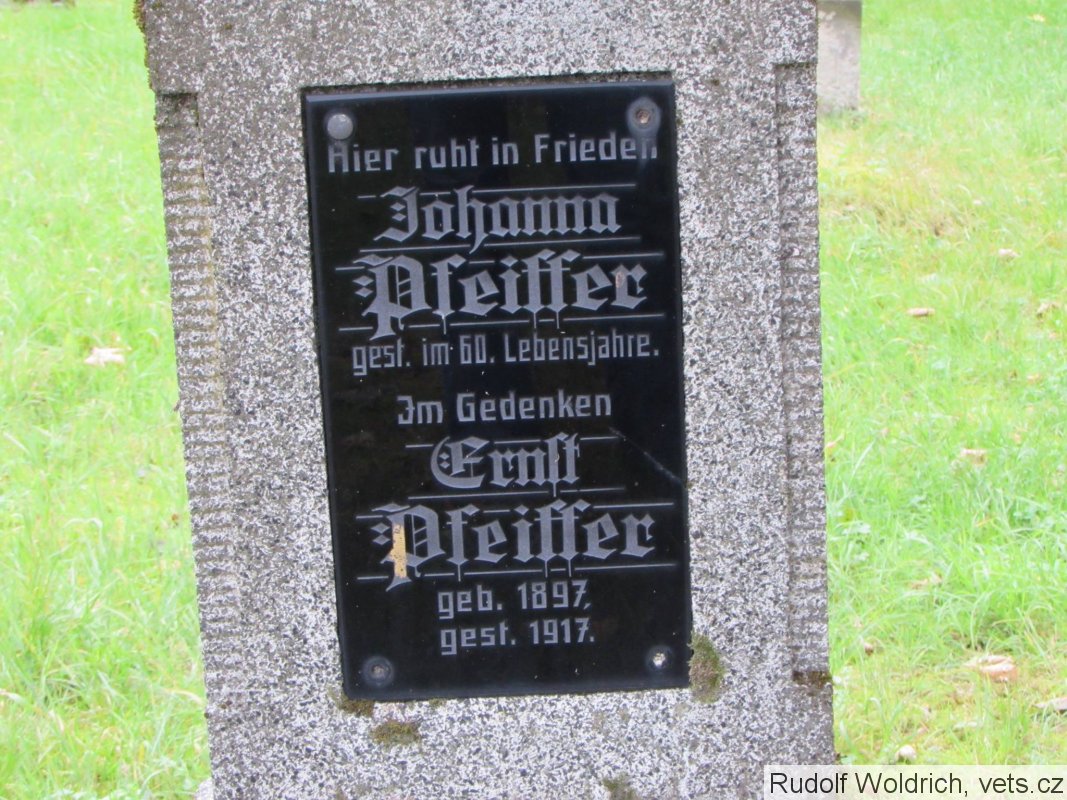 Hier ruht in Frieden
Johanna
Pfeiffer
gest. im 60. Lebensjahre.
Im Gedenken
Ernst
Pfeiffer
geb. 1897,
gest. 1917.
Rudolf Woldrich, vets.cz